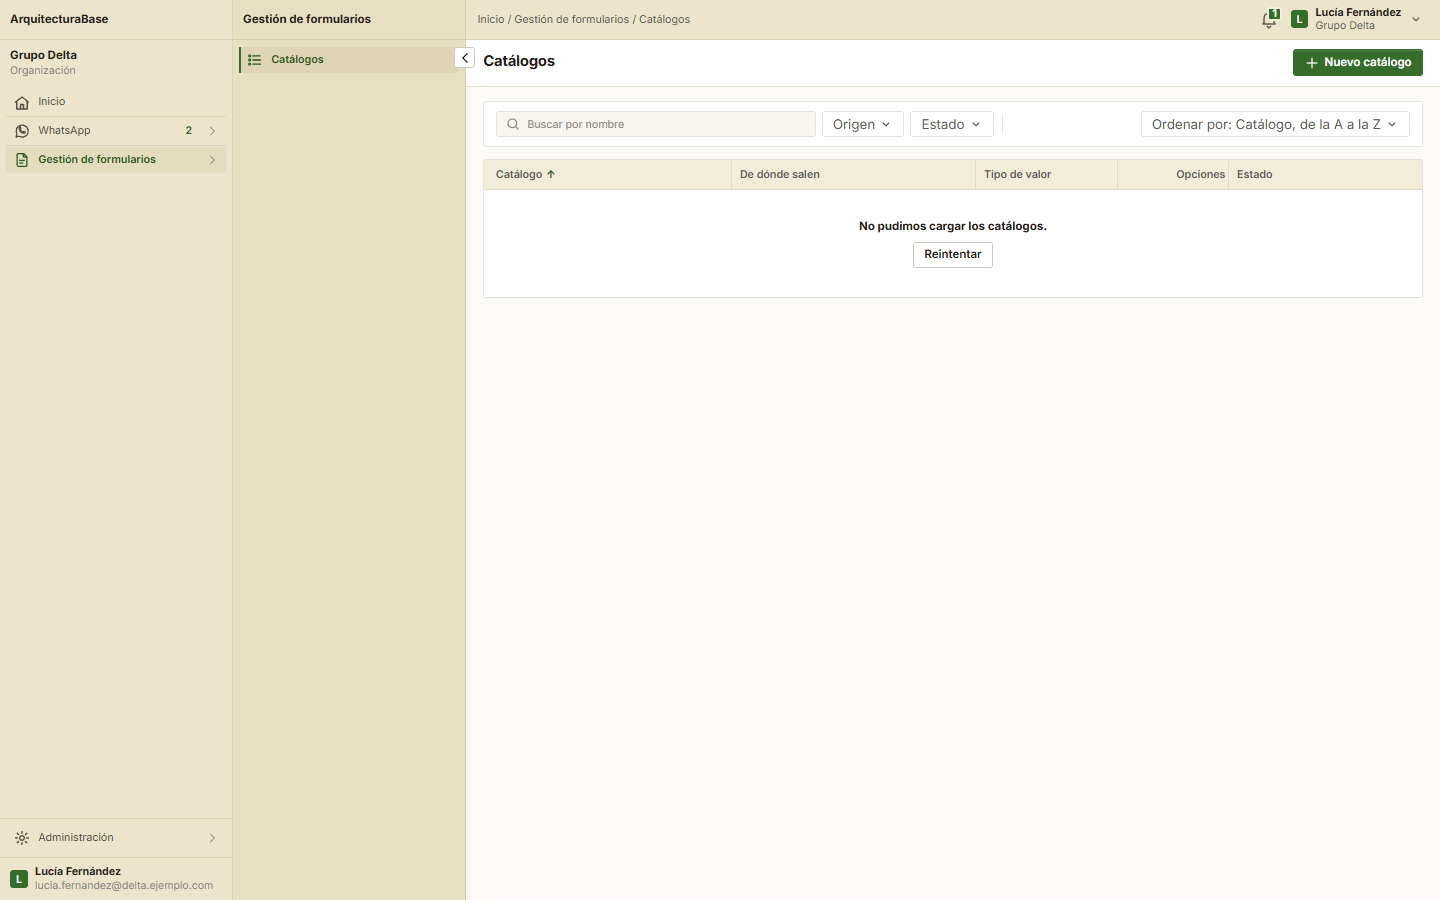 ArquitecturaBase
Grupo Delta
Organización
Inicio
WhatsApp 2
Gestión de formularios
Administración
L Lucía Fernández
lucia.fernandez@delta.ejemplo.com
Gestión de formularios
Catálogos
Inicio / Gestión de formularios / Catálogos
1
L Lucía Fernández
Grupo Delta
Catálogos
Nuevo catálogo
Buscar por nombre
Origen
Estado
Ordenar por: Catálogo, de la A a la Z
Catálogo De dónde salen Tipo de valor Opciones Estado
No pudimos cargar los catálogos.
Reintentar